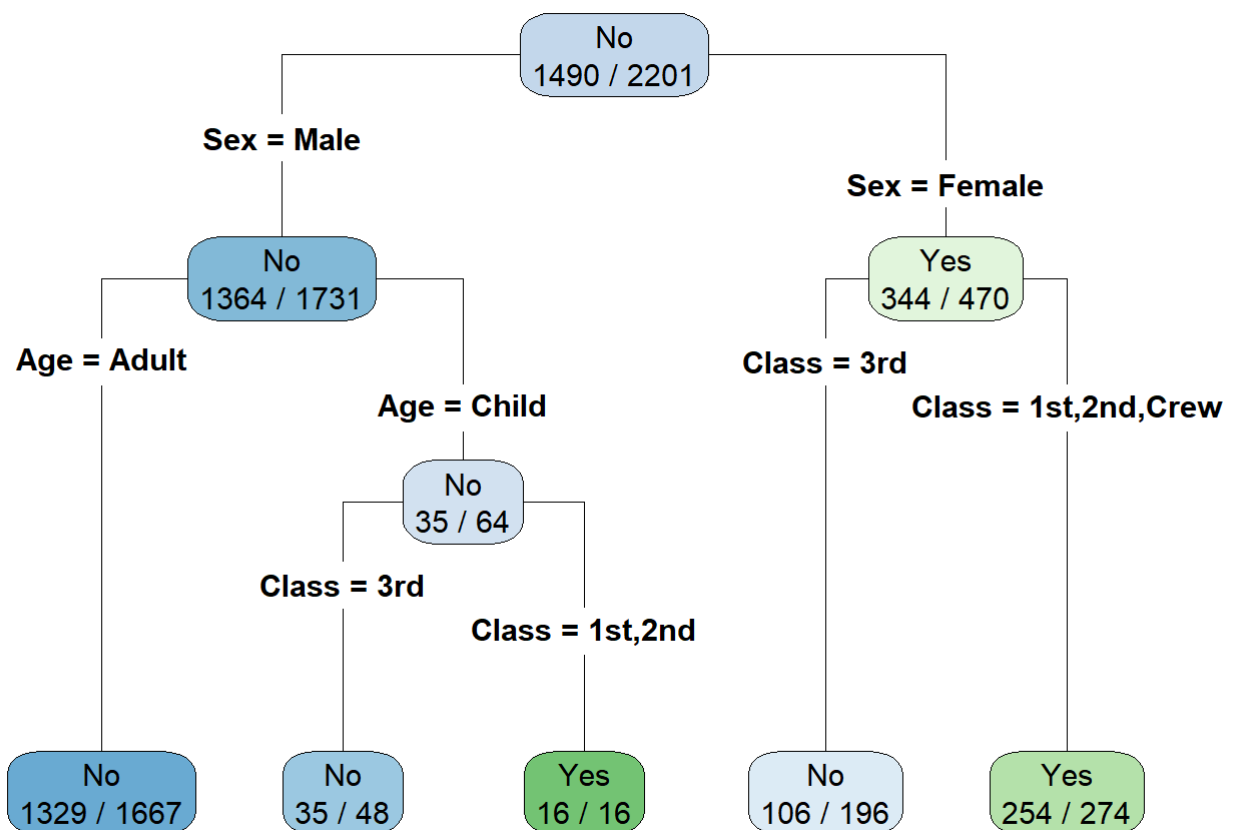 No
1490 / 2201
Sex = Male
Sex = Female
No
1364 / 1731
Yes
344 / 470
Age = Adult
Class = 3rd
Age = Child
Class = 1st,2nd,Crew
No
35 / 64
Class = 3rd
Class = 1st,2nd
No
1329 / 1667
No
35 / 48
Yes
16 / 16
No
106 / 196
Yes
254 / 274